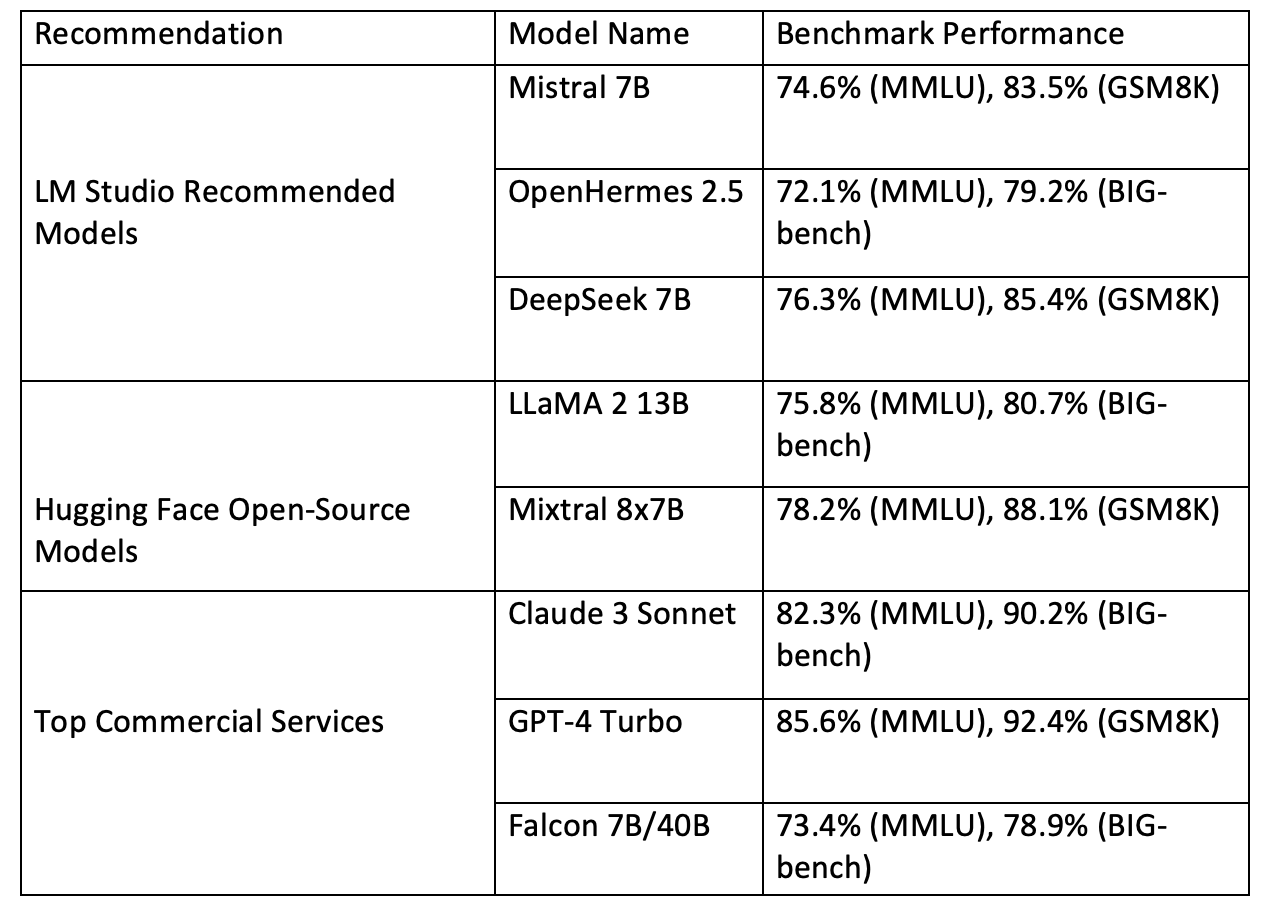 Recommendation Model Name Benchmark Performance
LM Studio Recommended
Models
Mistral 7B 74.6% (MMLU), 83.5% (GSM8K)
OpenHermes 2.5 72.1% (MMLU), 79.2% (BIG-
bench)
DeepSeek 7B 76.3% (MMLU), 85.4% (GSM8K)
Hugging Face Open-Source
Models
LLaMA 2 13B 75.8% (MMLU), 80.7% (BIG-
bench)
Mixtral 8x7B 78.2% (MMLU), 88.1% (GSM8K)
Top Commercial Services
Claude 3 Sonnet 82.3% (MMLU), 90.2% (BIG-
bench)
GPT-4 Turbo 85.6% (MMLU), 92.4% (GSM8K)
Falcon 7B/40B 73.4% (MMLU), 78.9% (BIG-
bench)